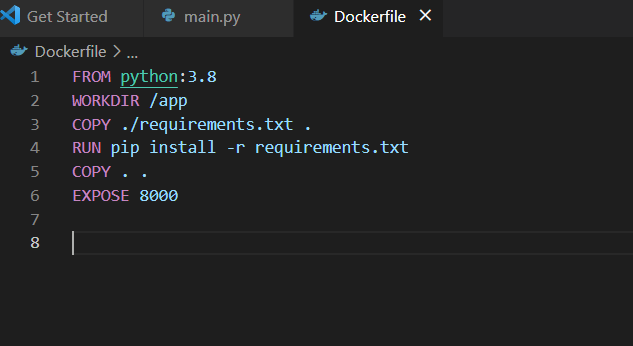 Get Started main.py Dockerfile ×
Dockerfile > ...
1 FROM python:3.8
2 WORKDIR /app
3 COPY ./requirements.txt .
4 RUN pip install -r requirements.txt
5 COPY . .
6 EXPOSE 8000
7
8